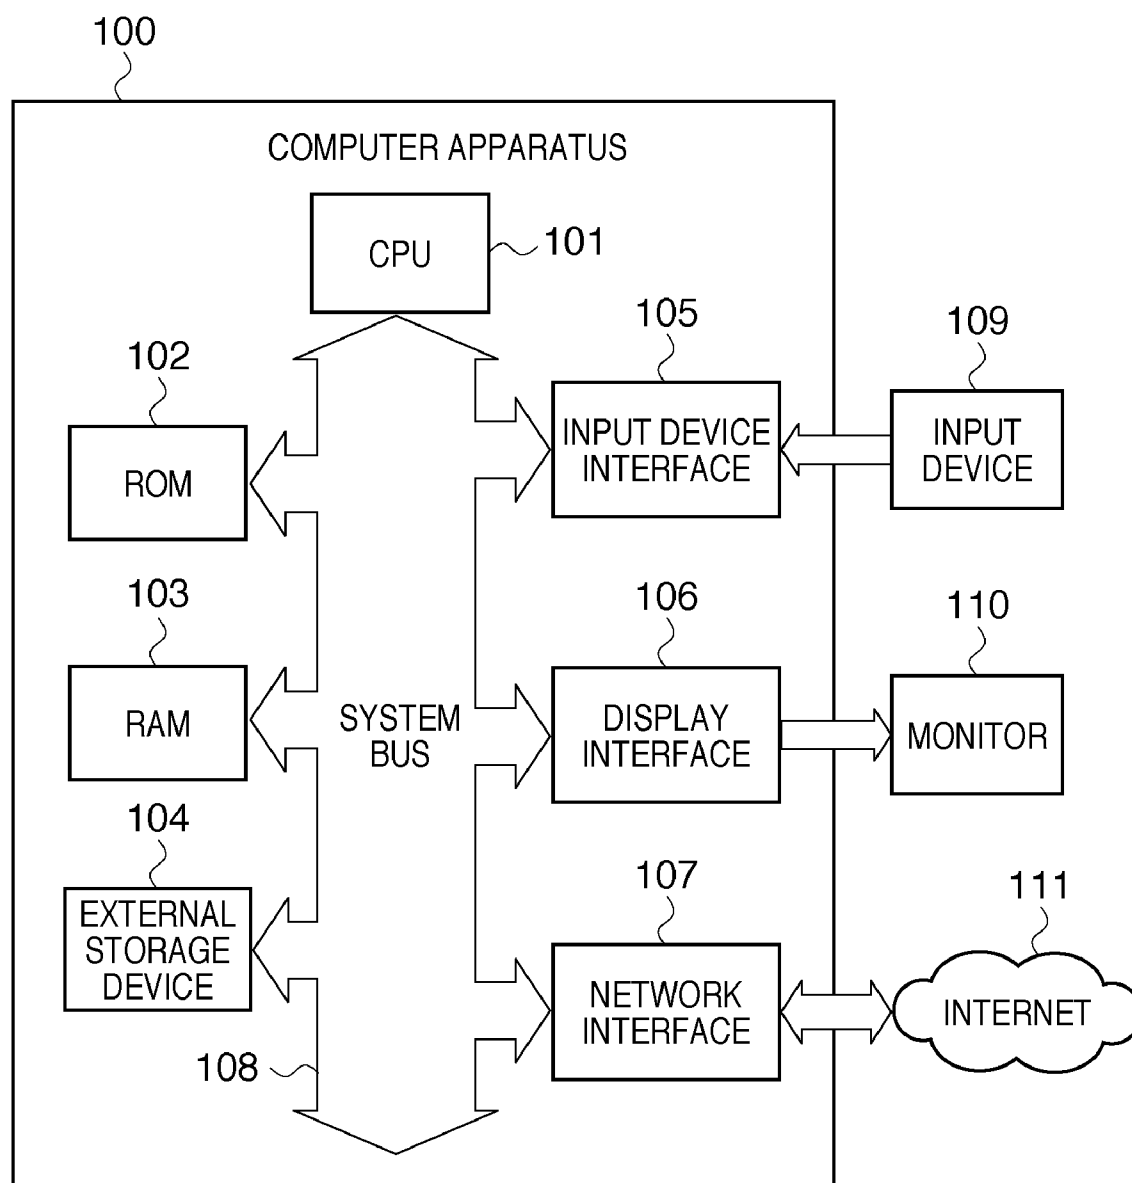 100
COMPUTER APPARATUS
CPU
101
102
ROM
105
INPUT DEVICE
INTERFACE
109
INPUT
DEVICE
103
RAM
SYSTEM
BUS
106
DISPLAY
INTERFACE
110
MONITOR
104
EXTERNAL
STORAGE
DEVICE
107
NETWORK
INTERFACE
111
INTERNET
108